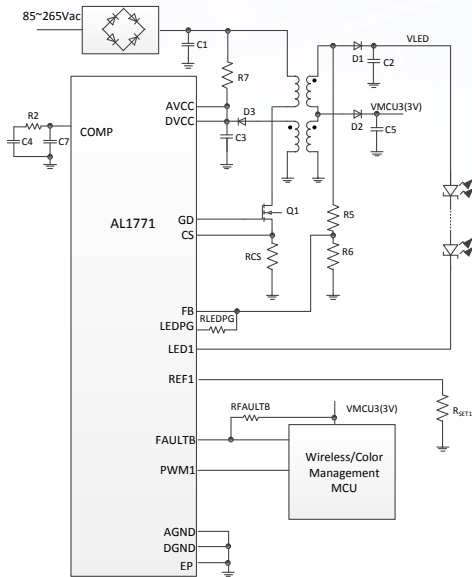 85~265Vac
C1
R7
D1
VLED
C2
D3
D2
VMCU3(3V)
C5
AVCC
DVCC
C3
R2
COMP
C4
C7
AL1771
GD
Q1
CS
RCS
R5
R6
FB
RLEDPG
LEDPG
LED1
REF1
RSET1
RFAULTB
VMCU3(3V)
FAULTB
PWM1
Wireless/Color
Management
MCU
AGND
DGND
EP